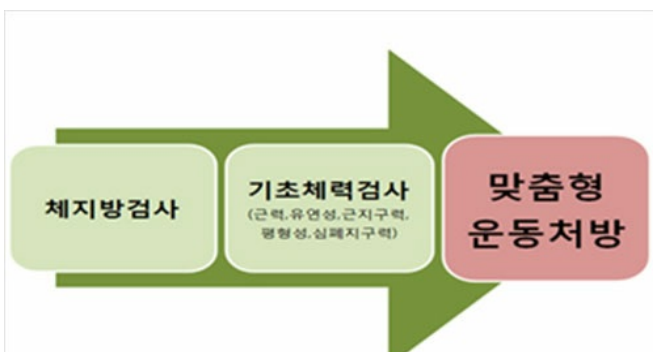 체지방검사
기초체력검사
(근력,유연성,근지구력,
평형성,심폐지구력)
맞춤형
운동처방